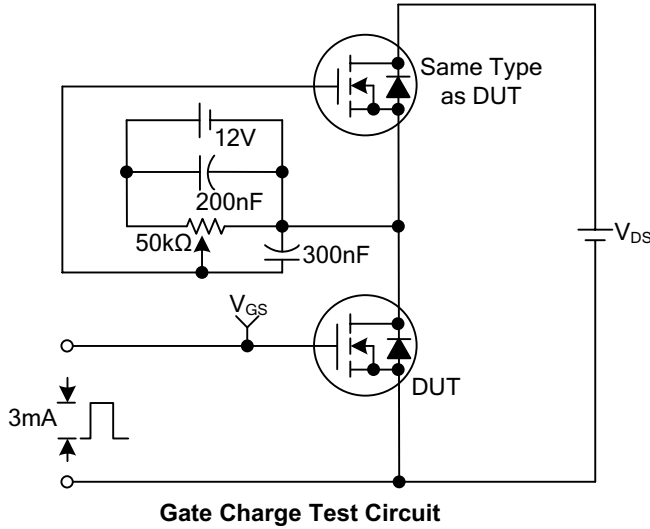 Same Type
as DUT
12V
200nF
50kΩ
300nF
V_DS
V_GS
DUT
3mA
Gate Charge Test Circuit